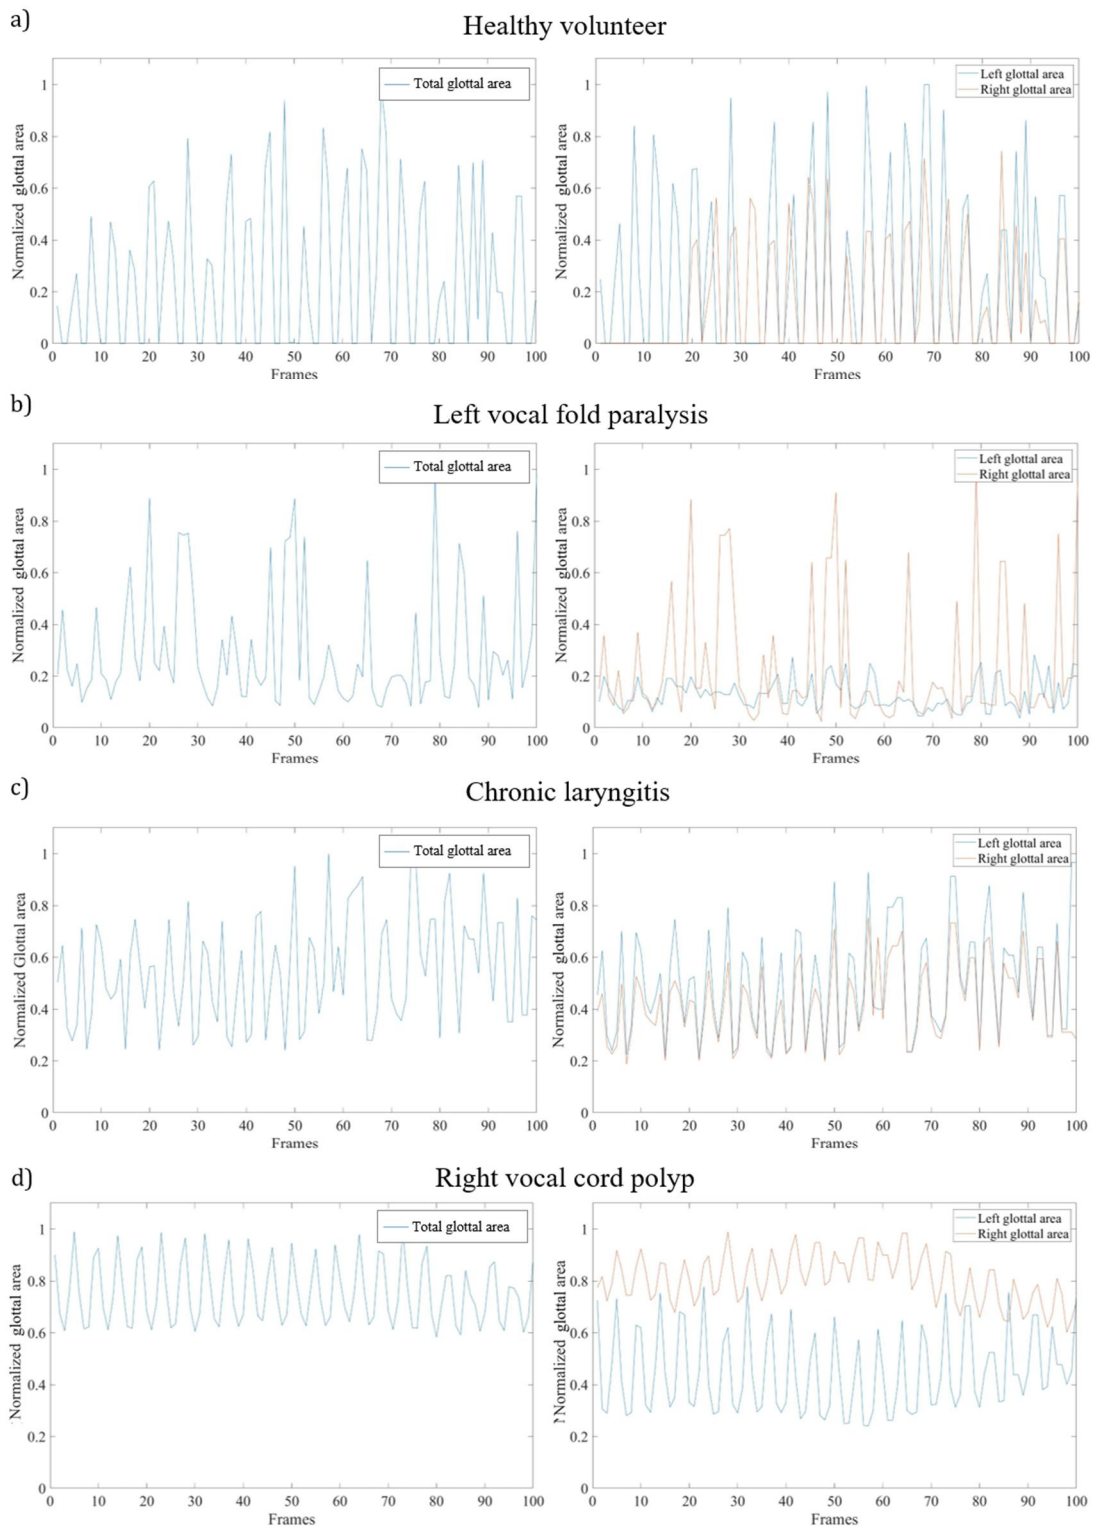 a)
Healthy volunteer
Total glottal area
Normalized glottal area
1
0.8
0.6
0.4
0.2
0
0 10 20 30 40 50 60 70 80 90 100
Frames
Left glottal area
Right glottal area
Normalized glottal area
1
0.8
0.6
0.4
0.2
0
0 10 20 30 40 50 60 70 80 90 100
Frames
b)
Left vocal fold paralysis
Total glottal area
Normalized glottal area
1
0.8
0.6
0.4
0.2
0
0 10 20 30 40 50 60 70 80 90 100
Frames
Left glottal area
Right glottal area
Normalized glottal area
1
0.8
0.6
0.4
0.2
0
0 10 20 30 40 50 60 70 80 90 100
Frames
c)
Chronic laryngitis
Total glottal area
Normalized Glottal area
1
0.8
0.6
0.4
0.2
0
0 10 20 30 40 50 60 70 80 90 100
Frames
Left glottal area
Right glottal area
Normalized glottal area
1
0.8
0.6
0.4
0.2
0
0 10 20 30 40 50 60 70 80 90 100
Frames
d)
Right vocal cord polyp
Total glottal area
Normalized glottal area
1
0.8
0.6
0.4
0.2
0
0 10 20 30 40 50 60 70 80 90 100
Frames
Left glottal area
Right glottal area
Normalized glottal area
1
0.8
0.6
0.4
0.2
0
0 10 20 30 40 50 60 70 80 90 100
Frames